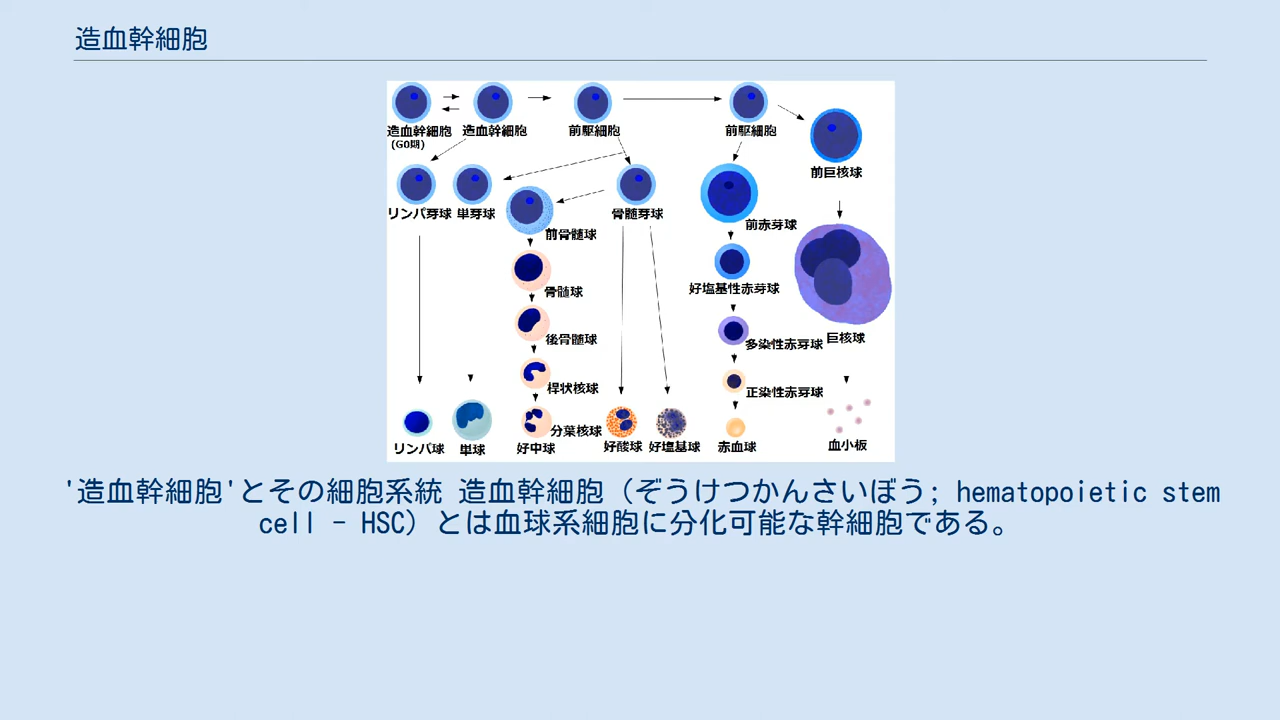 造血幹細胞
造血幹細胞
(G0期)
造血幹細胞
前駆細胞
前駆細胞
前巨核球
リンパ芽球
単芽球
骨髄芽球
前骨髄球
前赤芽球
骨髄球
好塩基性赤芽球
後骨髄球
多染性赤芽球
巨核球
桿状核球
正染性赤芽球
分葉核球
リンパ球
単球
好中球
好酸球
好塩基球
赤血球
血小板
'造血幹細胞'とその細胞系統 造血幹細胞（ぞうけつかんさいぼう; hematopoietic stem
cell - HSC）とは血球系細胞に分化可能な幹細胞である。